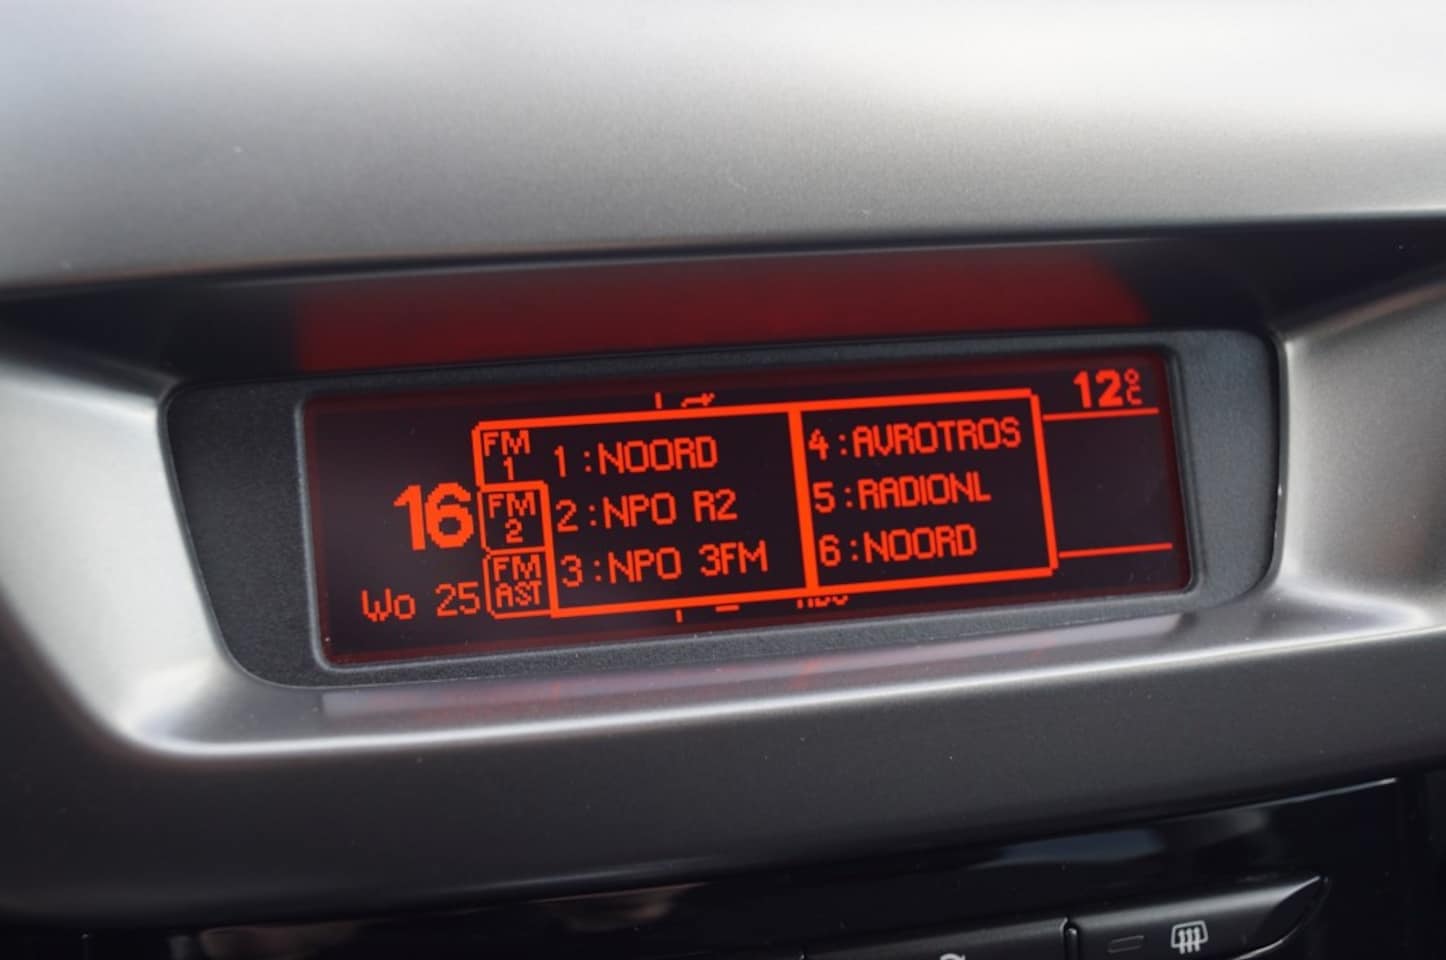 12°C
FM 1
1 : NOORD
4 : AVROTROS
16
FM 2
2 : NPO R2
5 : RADIONL
Wo 25
FM AST
3 : NPO 3FM
6 : NOORD